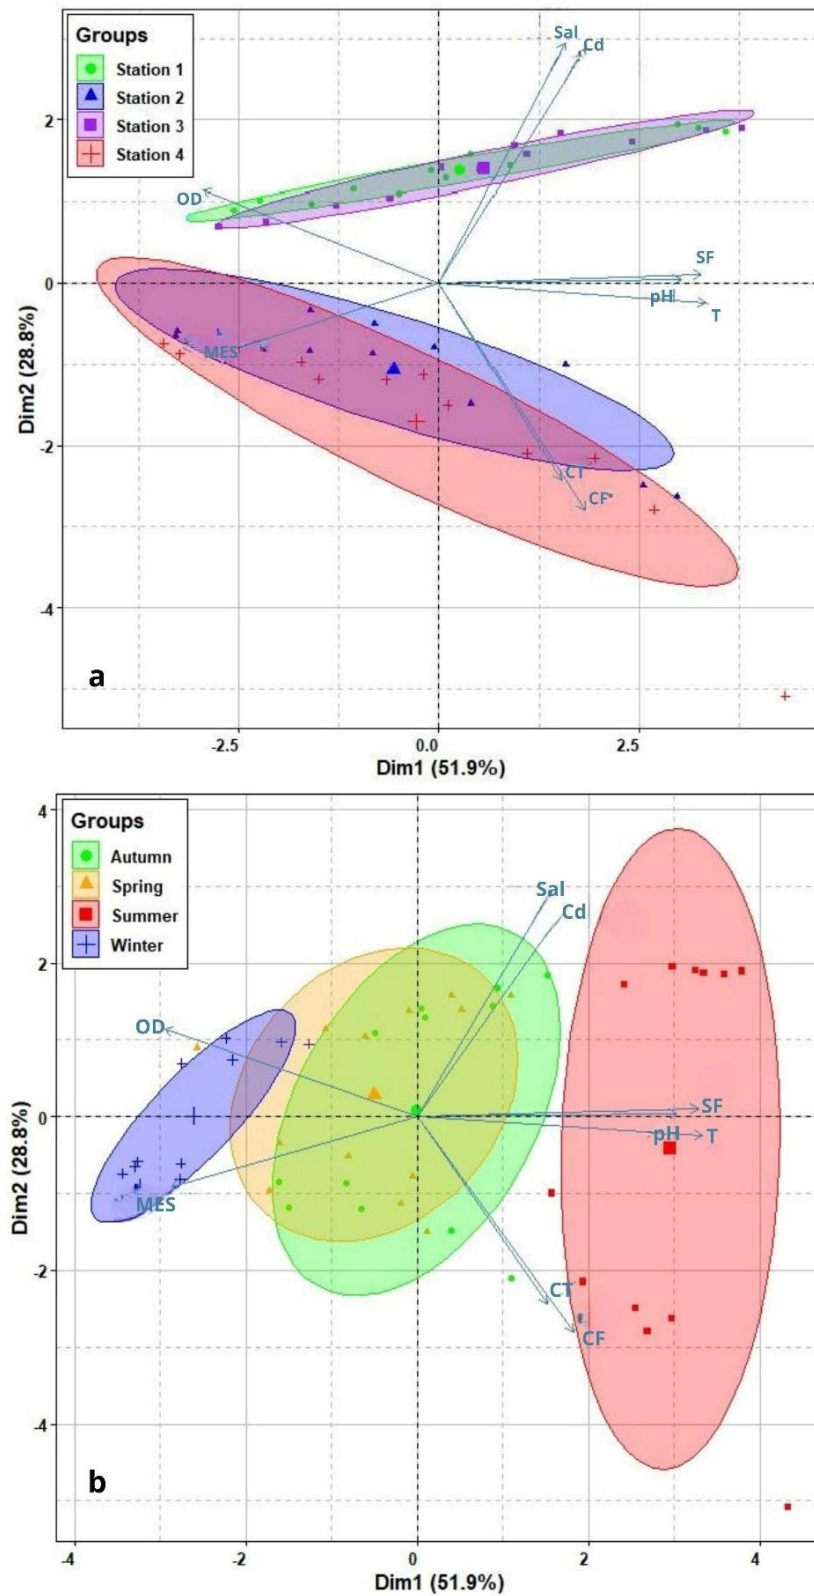 Groups
Station 1
Station 2
Station 3
Station 4
Sal
Cd
2
OD
SF
0
pH
T
MES
Dim2 (28.8%)
-2
CT
CF
-4
a
-2.5
0.0
2.5
Dim1 (51.9%)
4
Groups
Autumn
Spring
Summer
Winter
Sal
Cd
2
OD
SF
0
pH
T
MES
Dim2 (28.8%)
-2
CT
CF
-4
b
-4
-2
0
2
4
Dim1 (51.9%)